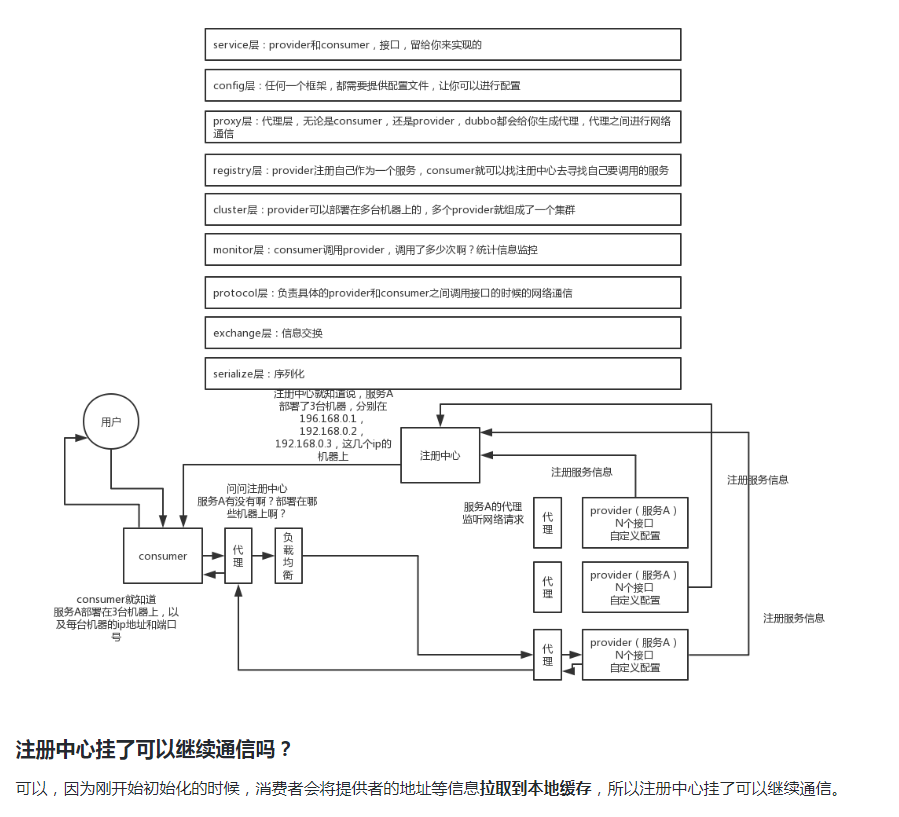 service层：provider和consumer，接口，留给你来实现的
config层：任何一个框架，都需要提供配置文件，让你可以进行配置
proxy层：代理层，无论是consumer，还是provider，dubbo都会给你生成代理，代理之间进行网络
通信
registry层：provider注册自己作为一个服务，consumer就可以找注册中心去寻找自己要调用的服务
cluster层：provider可以部署在多台机器上的，多个provider就组成了一个集群
monitor层：consumer调用provider，调用了多少次啊？统计信息监控
protocol层：负责具体的provider和consumer之间调用接口的时候的网络通信
exchange层：信息交换
serialize层：序列化
注册中心就知道说，服务A
部署了3台机器，分别在
196.168.0.1，
192.168.0.2，
192.168.0.3，这几个ip的
机器上
用户
注册中心
注册服务信息
注册服务信息
问问注册中心
服务A有没有啊？部署在哪
些机器上啊？
服务A的代理
监听网络请求
代
理
provider（服务A）
N个接口
自定义配置
consumer
代
理
负
载
均
衡
代
理
provider（服务A）
N个接口
自定义配置
consumer就知道
服务A部署在3台机器上，以
及每台机器的ip地址和端口
号
注册服务信息
代
理
provider（服务A）
N个接口
自定义配置
注册中心挂了可以继续通信吗？
可以，因为刚开始初始化的时候，消费者会将提供者的地址等信息拉取到本地缓存，所以注册中心挂了可以继续通信。